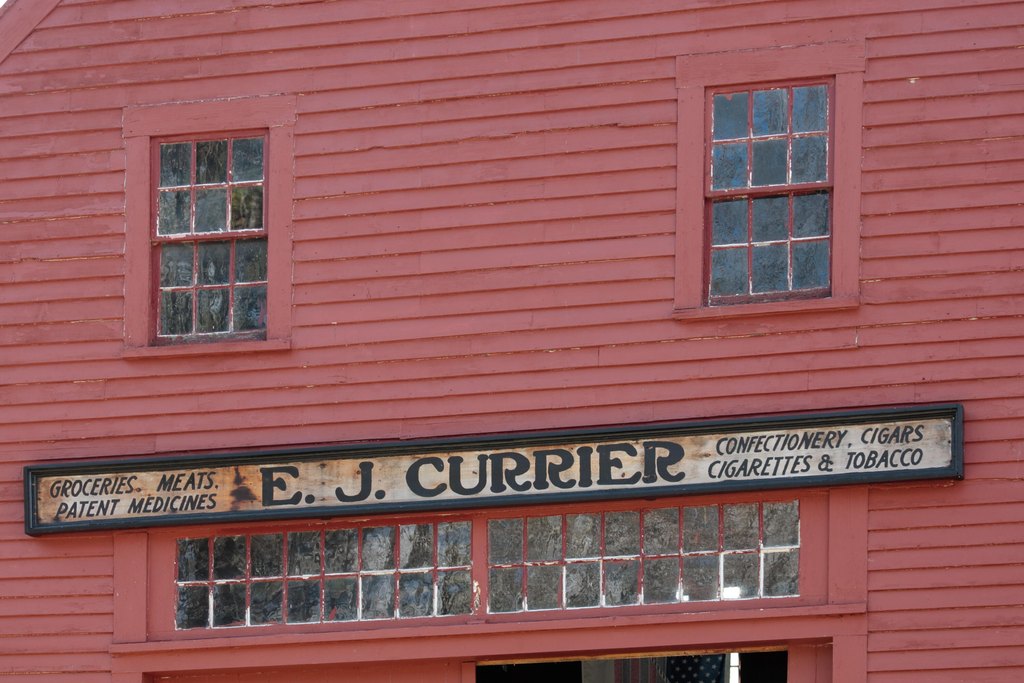 GROCERIES. MEATS.
PATENT MEDICINES
E. J. CURRIER
CONFECTIONERY. CIGARS
CIGARETTES & TOBACCO